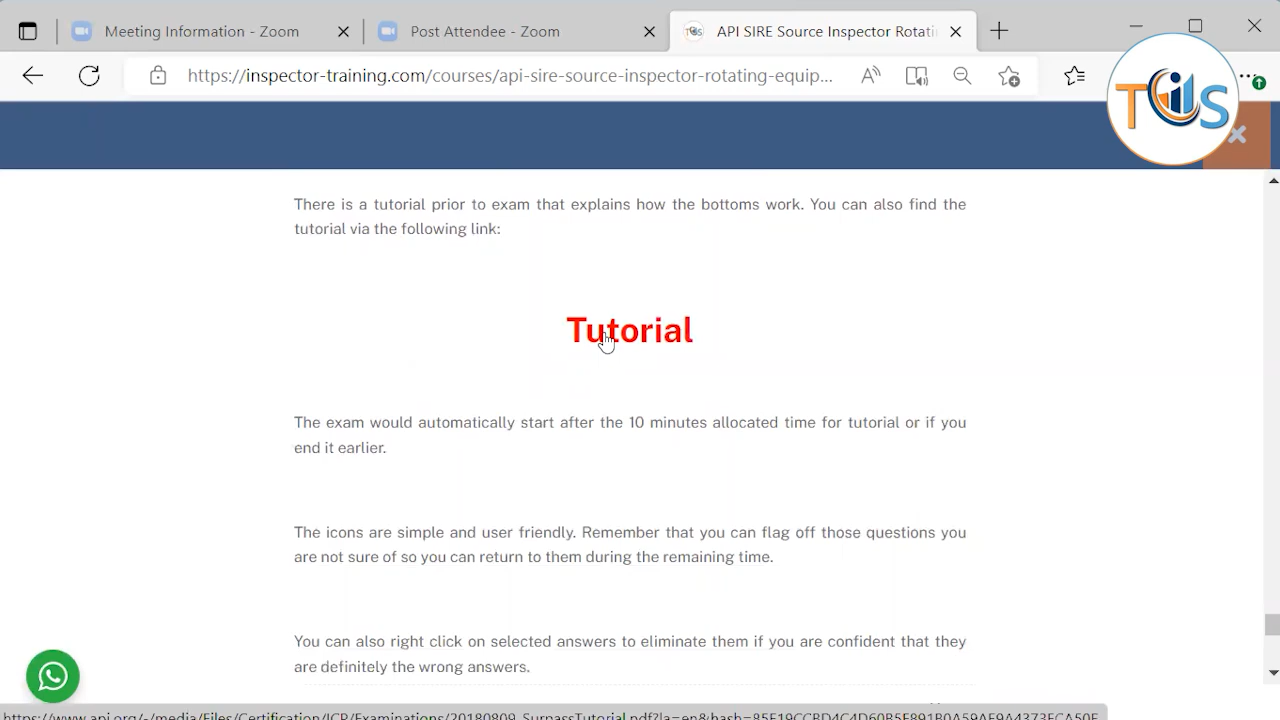 Meeting Information - Zoom
Post Attendee - Zoom
API SIRE Source Inspector Rotati
https://inspector-training.com/courses/api-sire-source-inspector-rotating-equip...
TIS
There is a tutorial prior to exam that explains how the bottoms work. You can also find the
tutorial via the following link:
Tutorial
The exam would automatically start after the 10 minutes allocated time for tutorial or if you
end it earlier.
The icons are simple and user friendly. Remember that you can flag off those questions you
are not sure of so you can return to them during the remaining time.
You can also right click on selected answers to eliminate them if you are confident that they
are definitely the wrong answers.